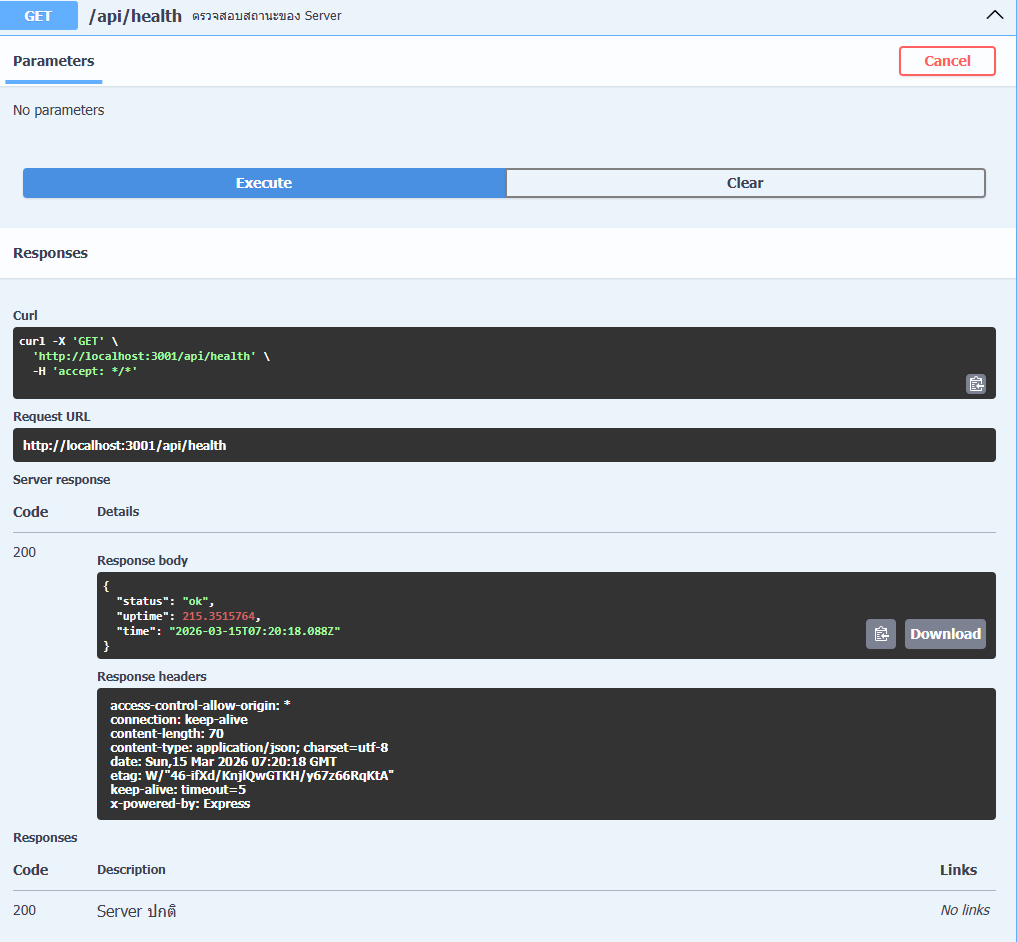 GET /api/health ตรวจสอบสถานะของ Server
Parameters
Cancel
No parameters
Execute
Clear
Responses
Curl
curl -X 'GET' \
  'http://localhost:3001/api/health' \
  -H 'accept: */*'
Request URL
http://localhost:3001/api/health
Server response
Code Details
200
Response body
{
  "status": "ok",
  "uptime": 215.3515764,
  "time": "2026-03-15T07:20:18.088Z"
}
Download
Response headers
access-control-allow-origin: *
connection: keep-alive
content-length: 70
content-type: application/json; charset=utf-8
date: Sun,15 Mar 2026 07:20:18 GMT
etag: W/"46-ifXd/KnjlQwGTKH/y67z66RqKtA"
keep-alive: timeout=5
x-powered-by: Express
Responses
Code Description Links
200 Server ปกติ No links